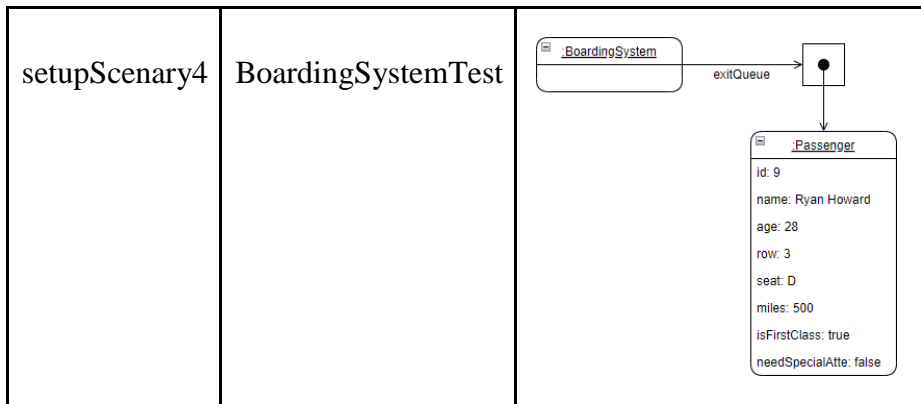 setupScenary4
BoardingSystemTest
:BoardingSystem
exitQueue
:Passenger
id: 9
name: Ryan Howard
age: 28
row: 3
seat: D
miles: 500
isFirstClass: true
needSpecialAtte: false